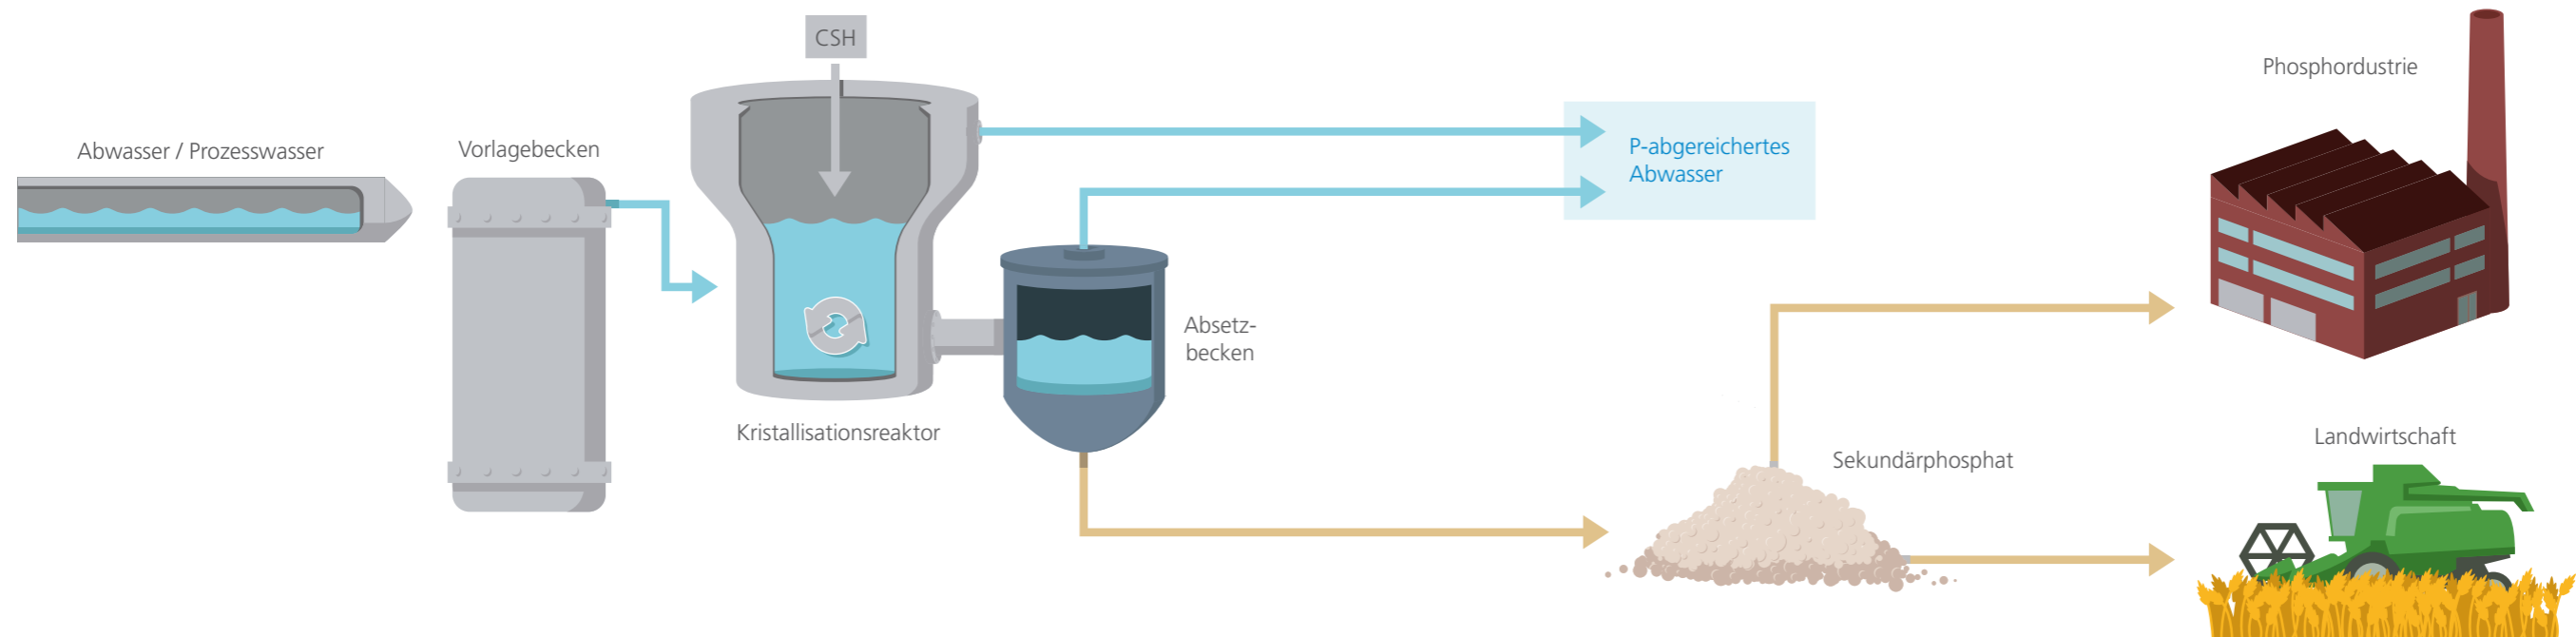 CSH
Phosphordustrie
Abwasser / Prozesswasser
Vorlagebecken
P-abgereichertes
Abwasser
Absetz-
becken
Kristallisationsreaktor
Sekundärphosphat
Landwirtschaft